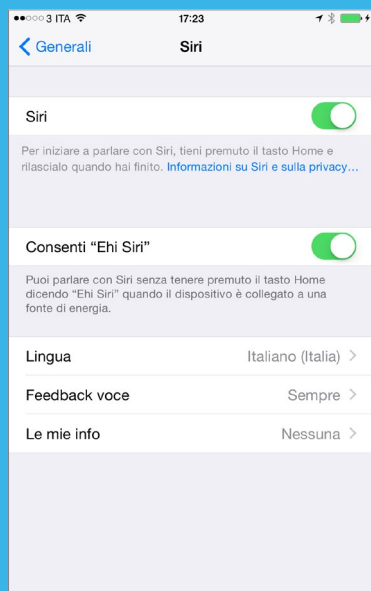 3 ITA 17:23
Generali Siri
Siri
Per iniziare a parlare con Siri, tieni premuto il tasto Home e
rilascialo quando hai finito. Informazioni su Siri e sulla privacy…
Consenti “Ehi Siri”
Puoi parlare con Siri senza tenere premuto il tasto Home
dicendo “Ehi Siri” quando il dispositivo è collegato a una
fonte di energia.
Lingua Italiano (Italia)
Feedback voce Sempre
Le mie info Nessuna